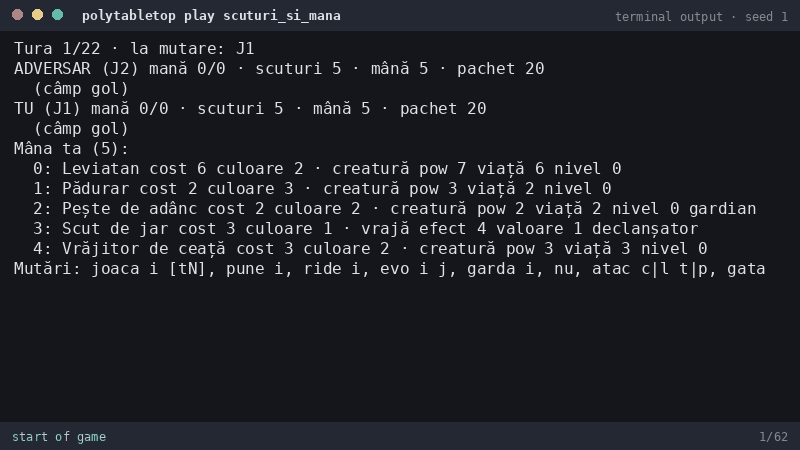 polytabletop play scuturi_si_mana
terminal output · seed 1
Tura 1/22 · la mutare: J1
ADVERSAR (J2) mană 0/0 · scuturi 5 · mână 5 · pachet 20
(câmp gol)
TU (J1) mană 0/0 · scuturi 5 · mână 5 · pachet 20
(câmp gol)
Mâna ta (5):
0: Leviatan cost 6 culoare 2 · creatură pow 7 viață 6 nivel 0
1: Pădurar cost 2 culoare 3 · creatură pow 3 viață 2 nivel 0
2: Pește de adânc cost 2 culoare 2 · creatură pow 2 viață 2 nivel 0 gardian
3: Scut de jar cost 3 culoare 1 · vrajă efect 4 valoare 1 declanșator
4: Vrăjitor de ceață cost 3 culoare 2 · creatură pow 3 viață 3 nivel 0
Mutări: joaca i [tN], pune i, ride i, evo i j, garda i, nu, atac c|l t|p, gata
start of game
1/62